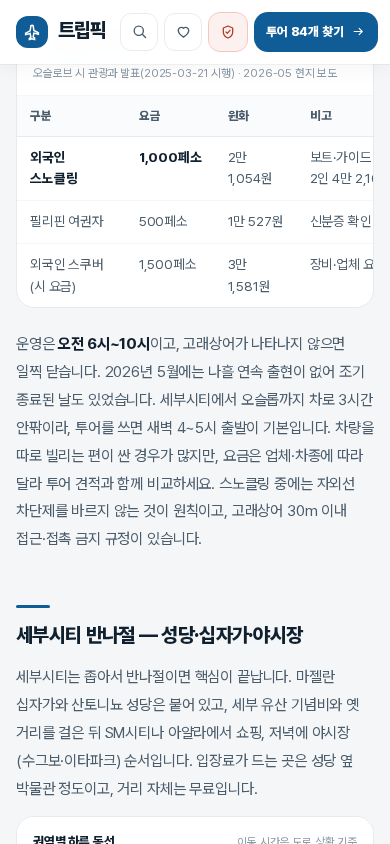 트립픽
투어 84개 찾기 →
오슬로브 시 관광과 발표(2025-03-21 시행) · 2026-05 현지 보도
구분 요금 원화 비고
외국인 스노클링 1,000페소 2만 1,054원 보트·가이드
2인 4만 2,10
필리핀 여권자 500페소 1만 527원 신분증 확인
외국인 스쿠버 (시 요금) 1,500페소 3만 1,581원 장비·업체 요
운영은 오전 6시~10시이고, 고래상어가 나타나지 않으면
일찍 닫습니다. 2026년 5월에는 나흘 연속 출현이 없어 조기
종료된 날도 있었습니다. 세부시티에서 오슬롭까지 차로 3시간
안팎이라, 투어를 쓰면 새벽 4~5시 출발이 기본입니다. 차량을
따로 빌리는 편이 싼 경우가 많지만, 요금은 업체·차종에 따라
달라 투어 견적과 함께 비교하세요. 스노클링 중에는 자외선
차단제를 바르지 않는 것이 원칙이고, 고래상어 30m 이내
접근·접촉 금지 규정이 있습니다.
세부시티 반나절 — 성당·십자가·야시장
세부시티는 좁아서 반나절이면 핵심이 끝납니다. 마젤란
십자가와 산토니뇨 성당은 붙어 있고, 세부 유산 기념비와 옛
거리를 걸은 뒤 SM시티나 아얄라에서 쇼핑, 저녁에 야시장
(수그보·이타파크) 순서입니다. 입장료가 드는 곳은 성당 옆
박물관 정도이고, 거리 자체는 무료입니다.
권역별 하루 동선 이동 시간은 도로 상황 기준